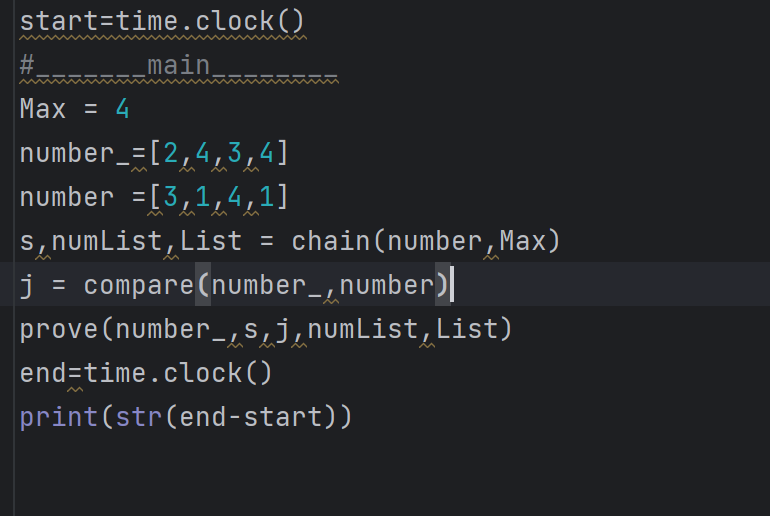 start=time.clock()
#_______main________
Max = 4
number_=[2,4,3,4]
number =[3,1,4,1]
s,numList,List = chain(number,Max)
j = compare(number_,number)
prove(number_,s,j,numList,List)
end=time.clock()
print(str(end-start))